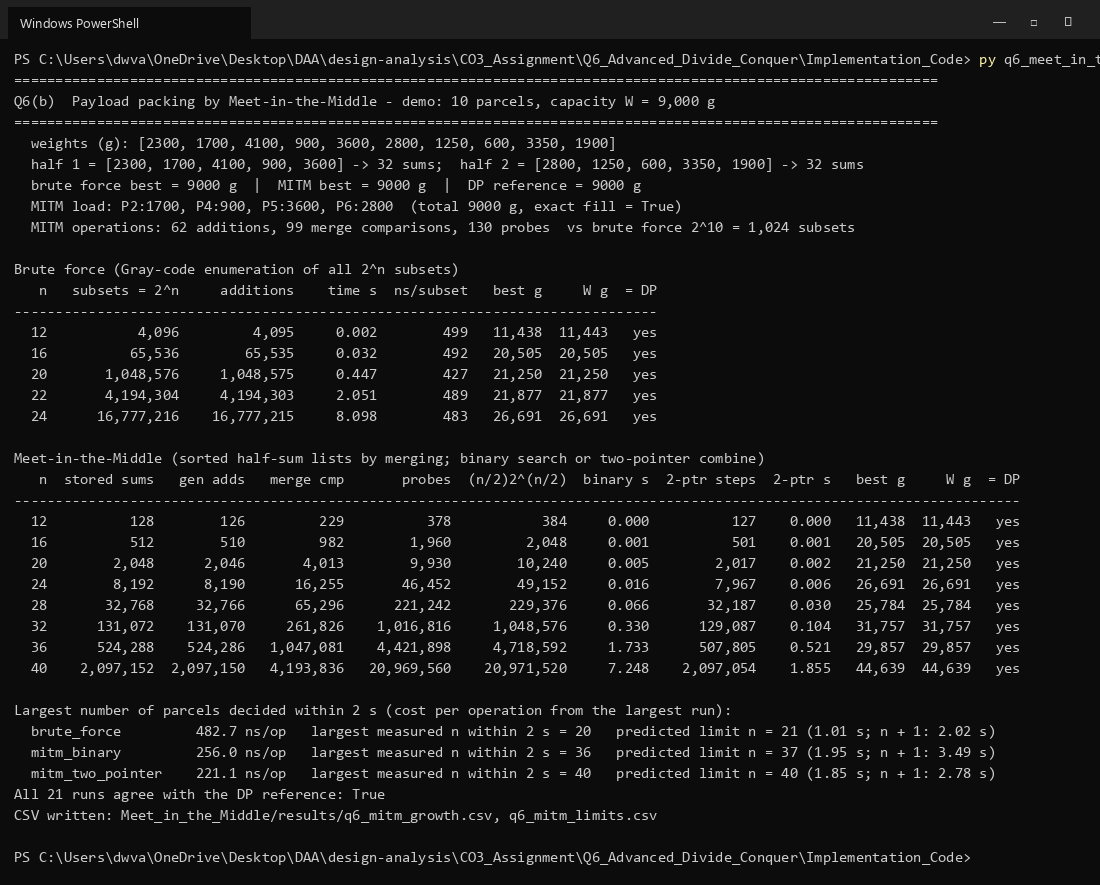 Windows PowerShell
PS C:\Users\dwva\OneDrive\Desktop\DAA\design-analysis\CO3_Assignment\Q6_Advanced_Divide_Conquer\Implementation_Code> py q6_meet_in_t
================================================================================================================
Q6(b)  Payload packing by Meet-in-the-Middle - demo: 10 parcels, capacity W = 9,000 g
================================================================================================================
  weights (g): [2300, 1700, 4100, 900, 3600, 2800, 1250, 600, 3350, 1900]
  half 1 = [2300, 1700, 4100, 900, 3600] -> 32 sums;  half 2 = [2800, 1250, 600, 3350, 1900] -> 32 sums
  brute force best = 9000 g  |  MITM best = 9000 g  |  DP reference = 9000 g
  MITM load: P2:1700, P4:900, P5:3600, P6:2800  (total 9000 g, exact fill = True)
  MITM operations: 62 additions, 99 merge comparisons, 130 probes  vs brute force 2^10 = 1,024 subsets
Brute force (Gray-code enumeration of all 2^n subsets)
   n   subsets = 2^n     additions    time s  ns/subset   best g     W g  = DP
------------------------------------------------------------------------------
  12           4,096         4,095     0.002        499   11,438  11,443   yes
  16          65,536        65,535     0.032        492   20,505  20,505   yes
  20       1,048,576     1,048,575     0.447        427   21,250  21,250   yes
  22       4,194,304     4,194,303     2.051        489   21,877  21,877   yes
  24      16,777,216    16,777,215     8.098        483   26,691  26,691   yes
Meet-in-the-Middle (sorted half-sum lists by merging; binary search or two-pointer combine)
   n  stored sums   gen adds   merge cmp       probes  (n/2)2^(n/2)  binary s  2-ptr steps  2-ptr s   best g     W g  = DP
--------------------------------------------------------------------------------------------------------------------------
  12          128        126         229          378           384     0.000          127    0.000   11,438  11,443   yes
  16          512        510         982        1,960         2,048     0.001          501    0.001   20,505  20,505   yes
  20        2,048      2,046       4,013        9,930        10,240     0.005        2,017    0.002   21,250  21,250   yes
  24        8,192      8,190      16,255       46,452        49,152     0.016        7,967    0.006   26,691  26,691   yes
  28       32,768     32,766      65,296      221,242       229,376     0.066       32,187    0.030   25,784  25,784   yes
  32      131,072    131,070     261,826    1,016,816     1,048,576     0.330      129,087    0.104   31,757  31,757   yes
  36      524,288    524,286   1,047,081    4,421,898     4,718,592     1.733      507,805    0.521   29,857  29,857   yes
  40    2,097,152  2,097,150   4,193,836   20,969,560    20,971,520     7.248    2,097,054    1.855   44,639  44,639   yes
Largest number of parcels decided within 2 s (cost per operation from the largest run):
  brute_force         482.7 ns/op   largest measured n within 2 s = 20   predicted limit n = 21 (1.01 s; n + 1: 2.02 s)
  mitm_binary         256.0 ns/op   largest measured n within 2 s = 36   predicted limit n = 37 (1.95 s; n + 1: 3.49 s)
  mitm_two_pointer    221.1 ns/op   largest measured n within 2 s = 40   predicted limit n = 40 (1.85 s; n + 1: 2.78 s)
All 21 runs agree with the DP reference: True
CSV written: Meet_in_the_Middle/results/q6_mitm_growth.csv, q6_mitm_limits.csv
PS C:\Users\dwva\OneDrive\Desktop\DAA\design-analysis\CO3_Assignment\Q6_Advanced_Divide_Conquer\Implementation_Code>